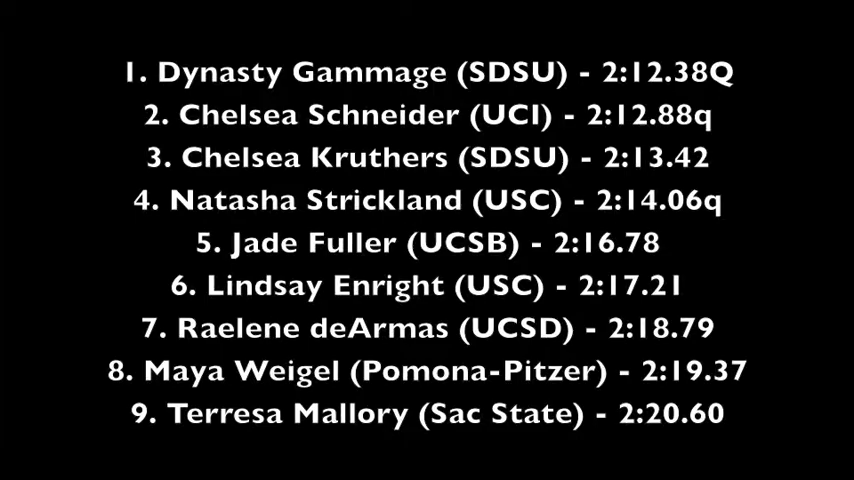 1. Dynasty Gammage (SDSU) - 2:12.38Q
2. Chelsea Schneider (UCI) - 2:12.88q
3. Chelsea Kruthers (SDSU) - 2:13.42
4. Natasha Strickland (USC) - 2:14.06q
5. Jade Fuller (UCSB) - 2:16.78
6. Lindsay Enright (USC) - 2:17.21
7. Raelene deArmas (UCSD) - 2:18.79
8. Maya Weigel (Pomona-Pitzer) - 2:19.37
9. Terresa Mallory (Sac State) - 2:20.60